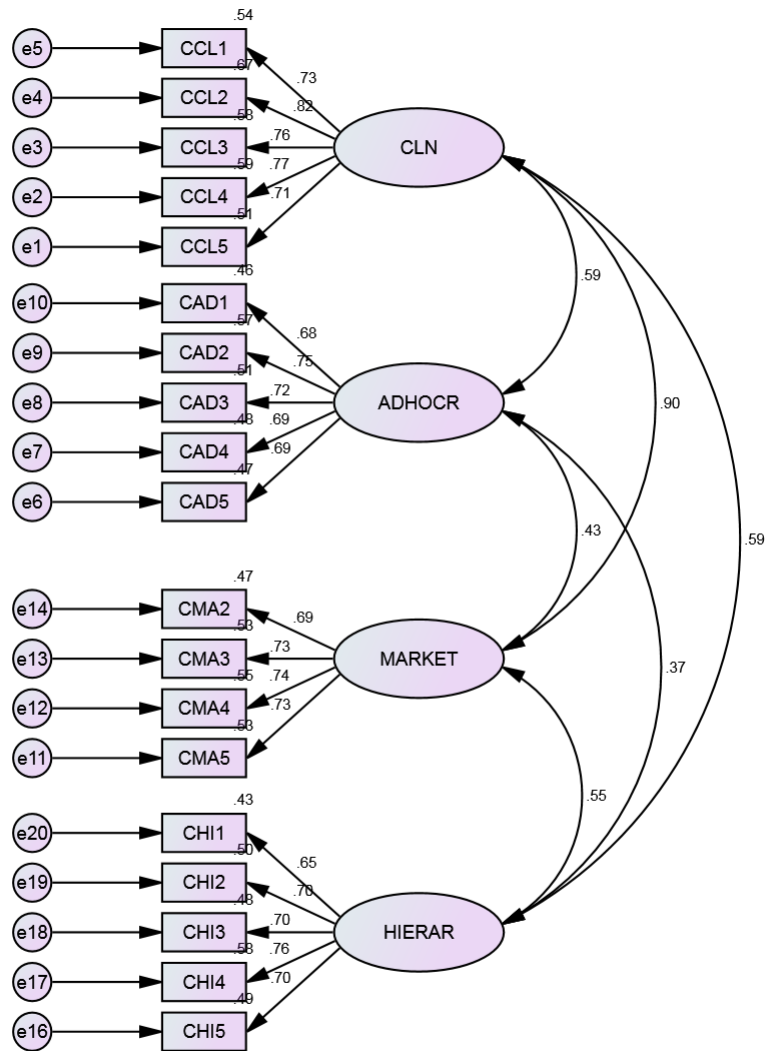 .54
e5 CCL1
.67 .73
e4 CCL2 .82
.58
e3 CCL3 .76 CLN
.59 .77
e2 CCL4 .71
.51
e1 CCL5
.46 .59
e10 CAD1
.57 .68
e9 CAD2 .75
.51
e8 CAD3 .72 ADHOCR .90
.48 .69
e7 CAD4 .69
.47
e6 CAD5
.43 .59
.47
e14 CMA2 .69
.53
e13 CMA3 .73 MARKET .37
.55 .74
e12 CMA4 .73
.53
e11 CMA5
.55
.43
e20 CHI1
.50 .65
e19 CHI2 .70
.48
e18 CHI3 .70 HIERAR
.58 .76
e17 CHI4 .70
.49
e16 CHI5